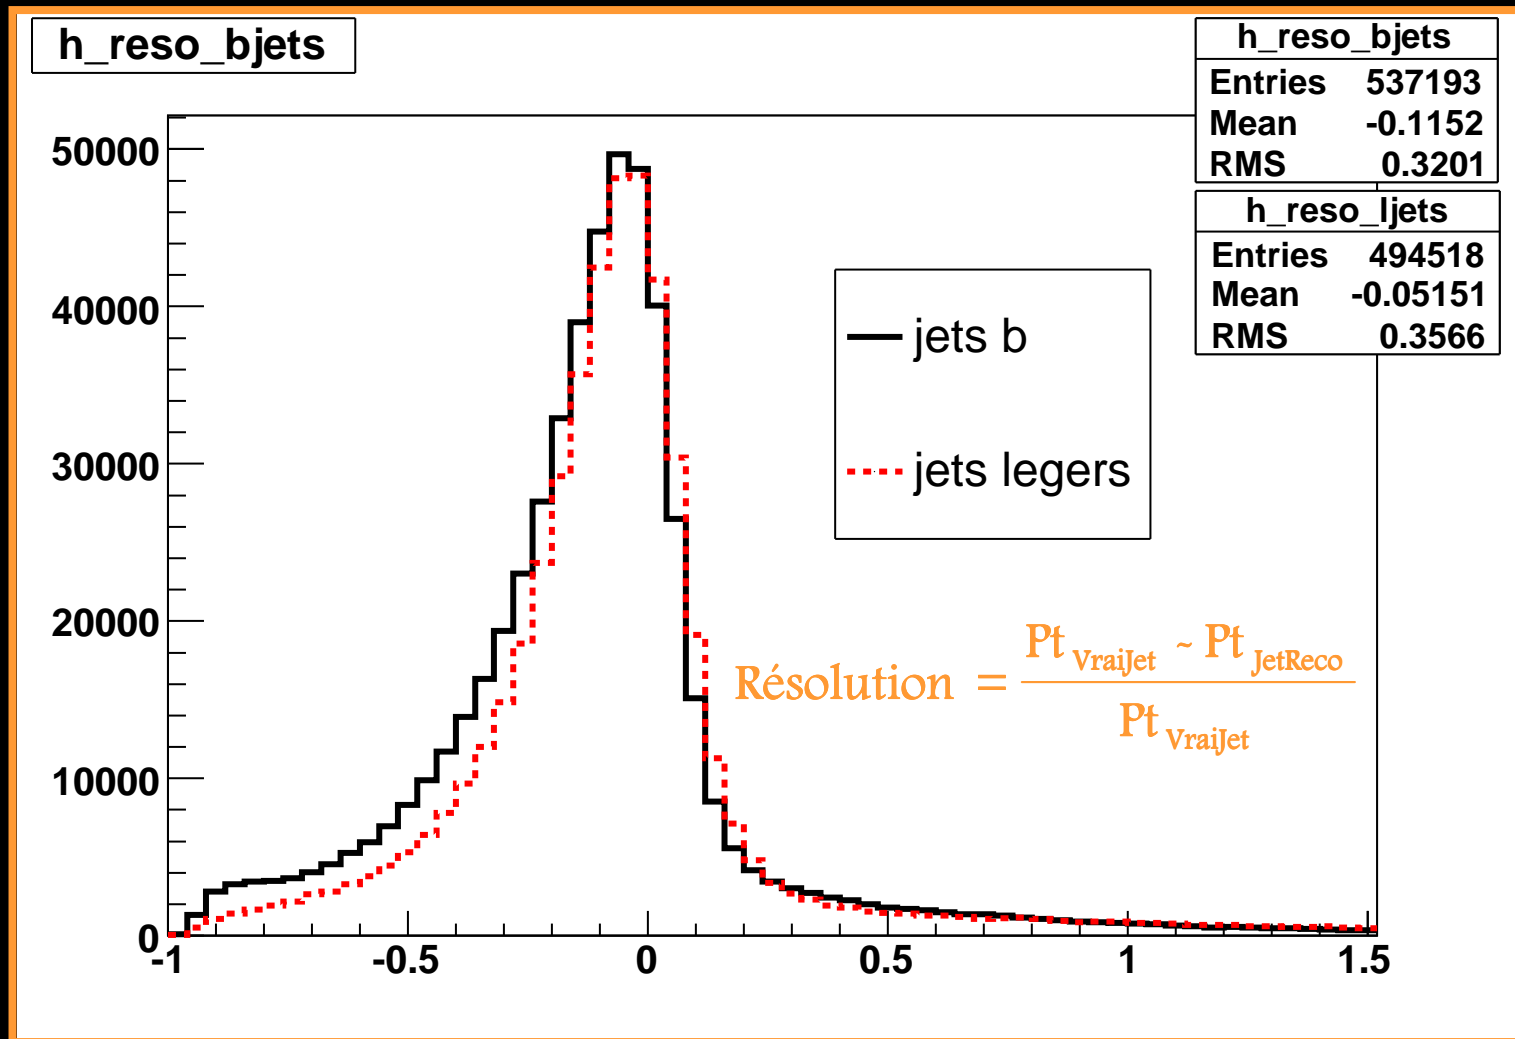 h_reso_bjets
h_reso_bjets
Entries 537193
Mean -0.1152
RMS 0.3201
h_reso_ljets
Entries 494518
Mean -0.05151
RMS 0.3566
50000
40000
30000
20000
10000
0
jets b
jets legers
Résolution = Pt VraiJet - Pt JetReco
Pt VraiJet
-1 -0.5 0 0.5 1 1.5